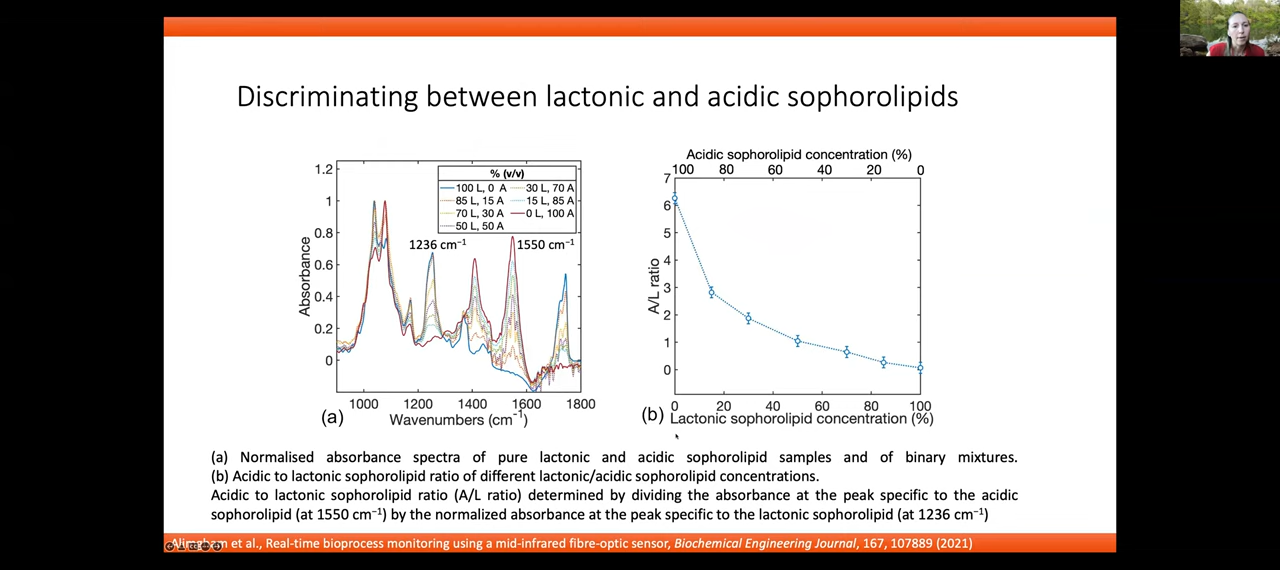 Discriminating between lactonic and acidic sophorolipids
1.2
1
0.8
0.6
0.4
0.2
0
Absorbance
% (v/v)
100 L, 0 A
30 L, 70 A
85 L, 15 A
15 L, 85 A
70 L, 30 A
0 L, 100 A
50 L, 50 A
1236 cm⁻¹
1550 cm⁻¹
1000
1200
1400
1600
1800
(a)
Wavenumbers (cm⁻¹)
Acidic sophorolipid concentration (%)
100
80
60
40
20
0
7
6
5
4
3
2
1
0
A/L ratio
0
20
40
60
80
100
(b)
Lactonic sophorolipid concentration (%)
(a) Normalised absorbance spectra of pure lactonic and acidic sophorolipid samples and of binary mixtures.
(b) Acidic to lactonic sophorolipid ratio of different lactonic/acidic sophorolipid concentrations.
Acidic to lactonic sophorolipid ratio (A/L ratio) determined by dividing the absorbance at the peak specific to the acidic
sophorolipid (at 1550 cm⁻¹) by the normalized absorbance at the peak specific to the lactonic sophorolipid (at 1236 cm⁻¹)
et al., Real-time bioprocess monitoring using a mid-infrared fibre-optic sensor, Biochemical Engineering Journal, 167, 107889 (2021)